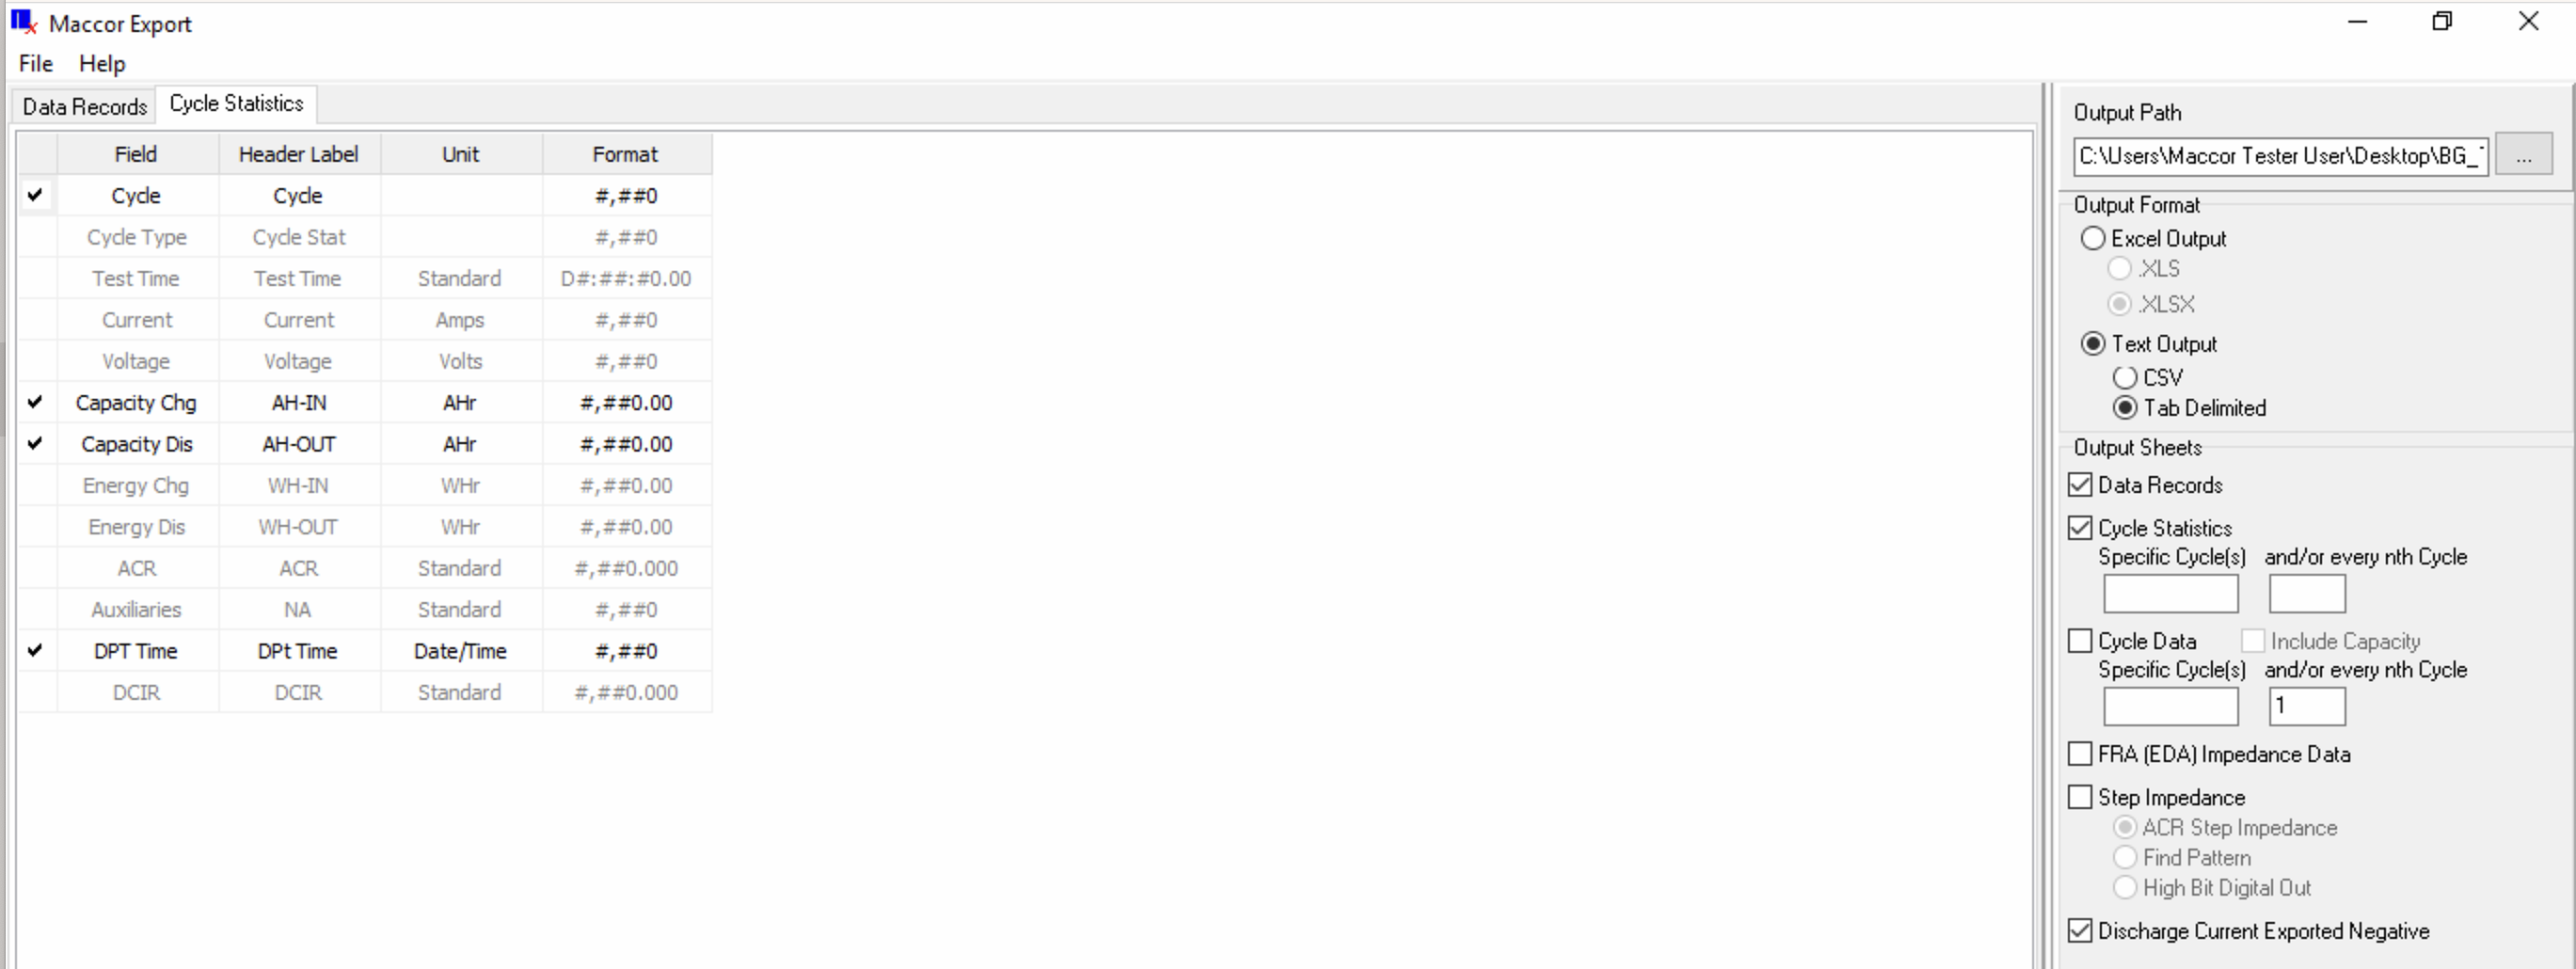 Maccor Export
File Help
Data Records Cycle Statistics
Field Header Label Unit Format
Cycle Cycle #,##0
Cycle Type Cycle Stat #,##0
Test Time Test Time Standard D#:##:#0.00
Current Current Amps #,##0
Voltage Voltage Volts #,##0
Capacity Chg AH-IN AHr #,##0.00
Capacity Dis AH-OUT AHr #,##0.00
Energy Chg WH-IN WHr #,##0.00
Energy Dis WH-OUT WHr #,##0.00
ACR ACR Standard #,##0.000
Auxiliaries NA Standard #,##0
DPT Time DPt Time Date/Time #,##0
DCIR DCIR Standard #,##0.000
Output Path
C:\Users\Maccor Tester User\Desktop\BG_ ...
Output Format
Excel Output
.XLS
.XLSX
Text Output
CSV
Tab Delimited
Output Sheets
Data Records
Cycle Statistics
Specific Cycle(s) and/or every nth Cycle
Cycle Data Include Capacity
Specific Cycle(s) and/or every nth Cycle
1
FRA (EDA) Impedance Data
Step Impedance
ACR Step Impedance
Find Pattern
High Bit Digital Out
Discharge Current Exported Negative